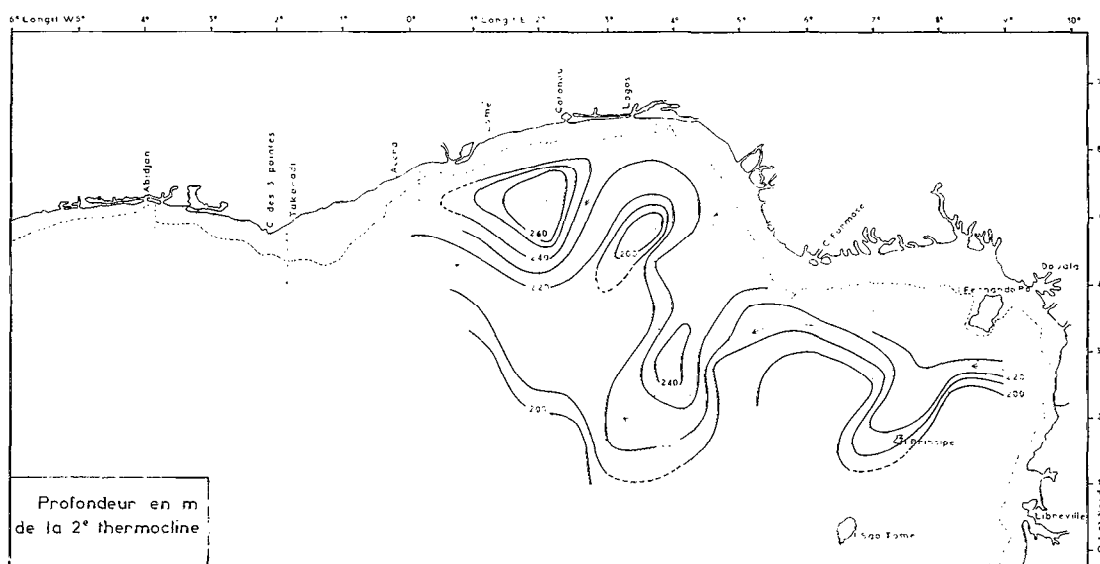 6° Longit W5° 4° 3° 2° 1° 0° 1° Longit E 2° 3° 4° 5° 6° 7° 8° 9° 10°
Abidjan
C des 3 pointes
Takoradi
Accra
Lomé
Cotonou
Lagos
C Formose
Douala
I Fernando Po
260
240
220
200
240
200
220
200
I Principe
Profondeur en m
de la 2e thermocline
I Sao Tome
Libreville